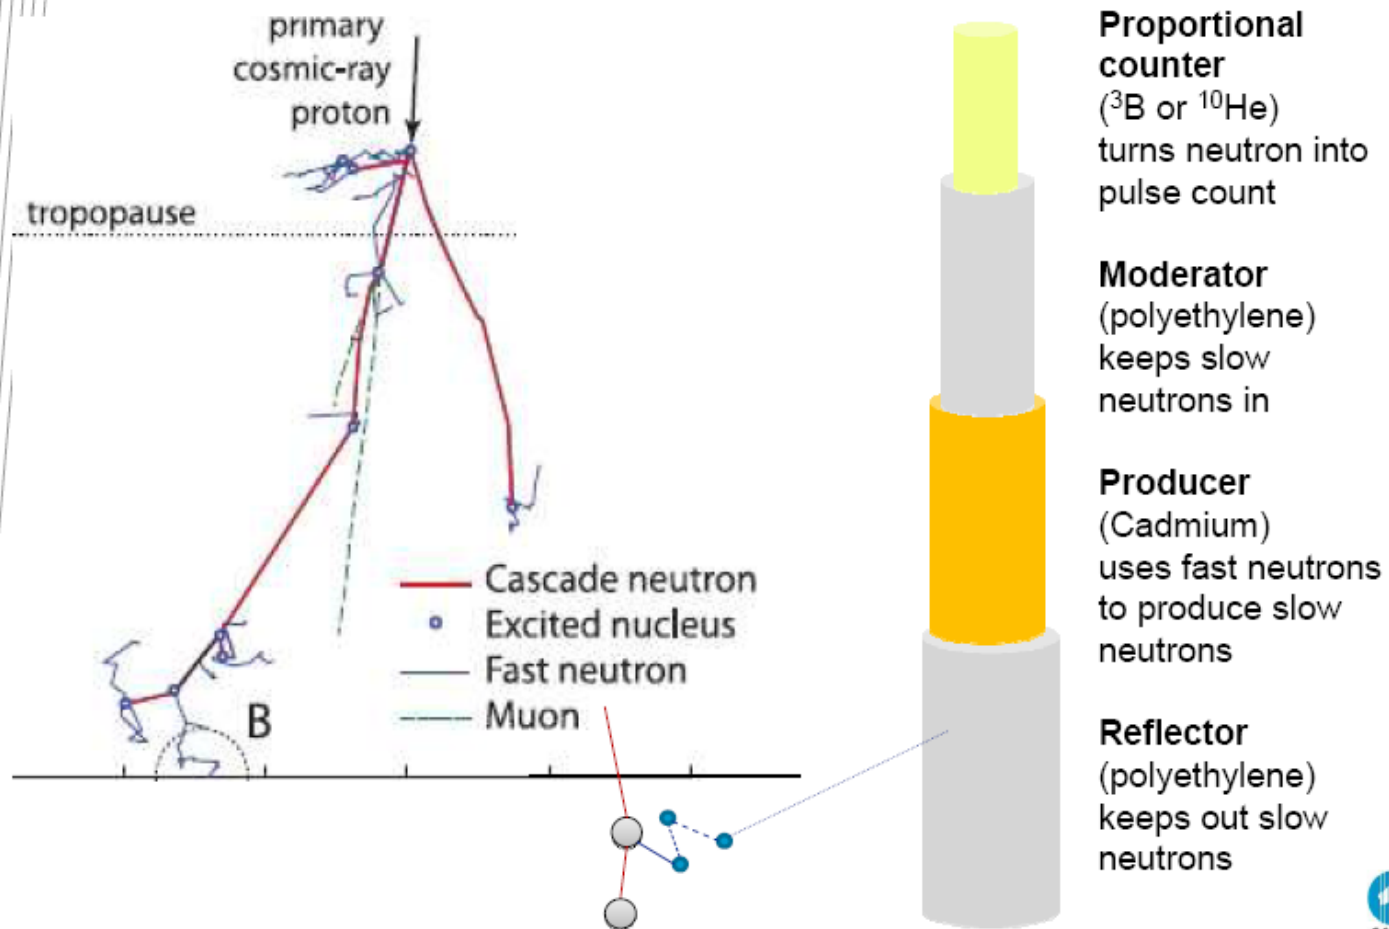 primary
cosmic-ray
proton
tropopause
Cascade neutron
Excited nucleus
Fast neutron
Muon
B
Proportional
counter
(³B or ¹⁰He)
turns neutron into
pulse count
Moderator
(polyethylene)
keeps slow
neutrons in
Producer
(Cadmium)
uses fast neutrons
to produce slow
neutrons
Reflector
(polyethylene)
keeps out slow
neutrons